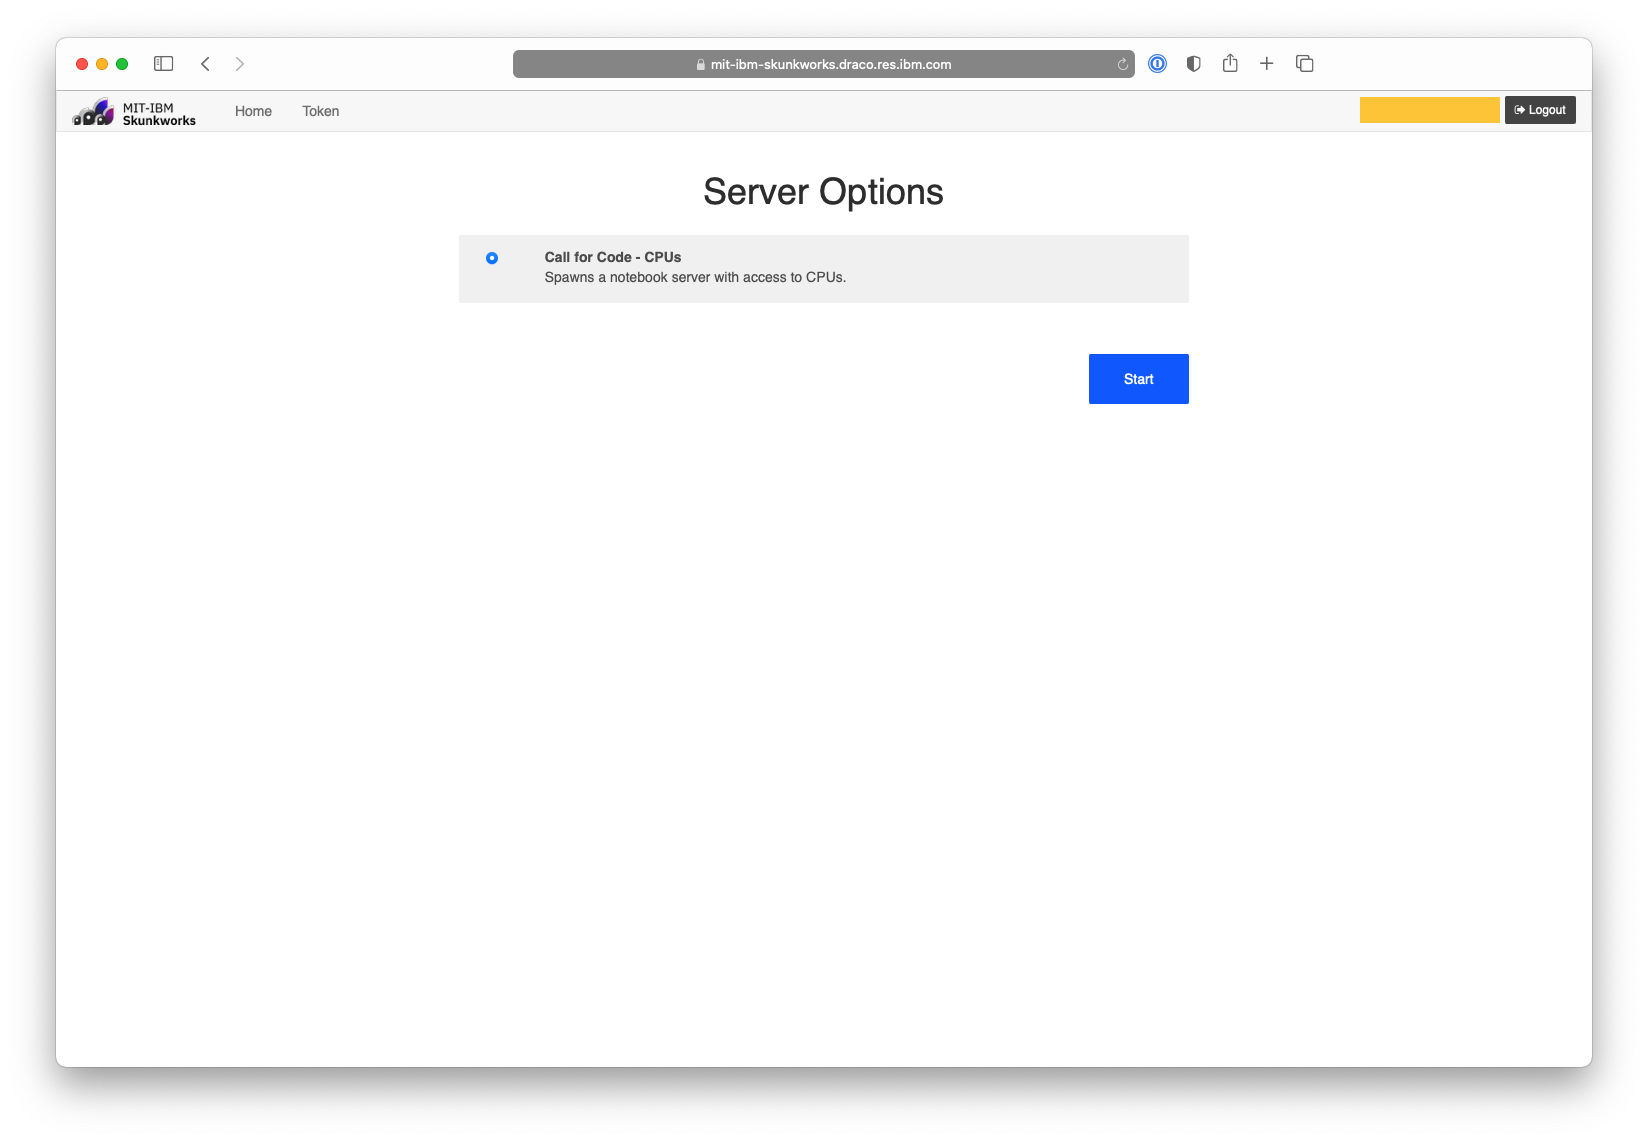 mit-ibm-skunkworks.draco.res.ibm.com
MIT-IBM
Skunkworks
Home
Token
Logout
Server Options
Call for Code - CPUs
Spawns a notebook server with access to CPUs.
Start